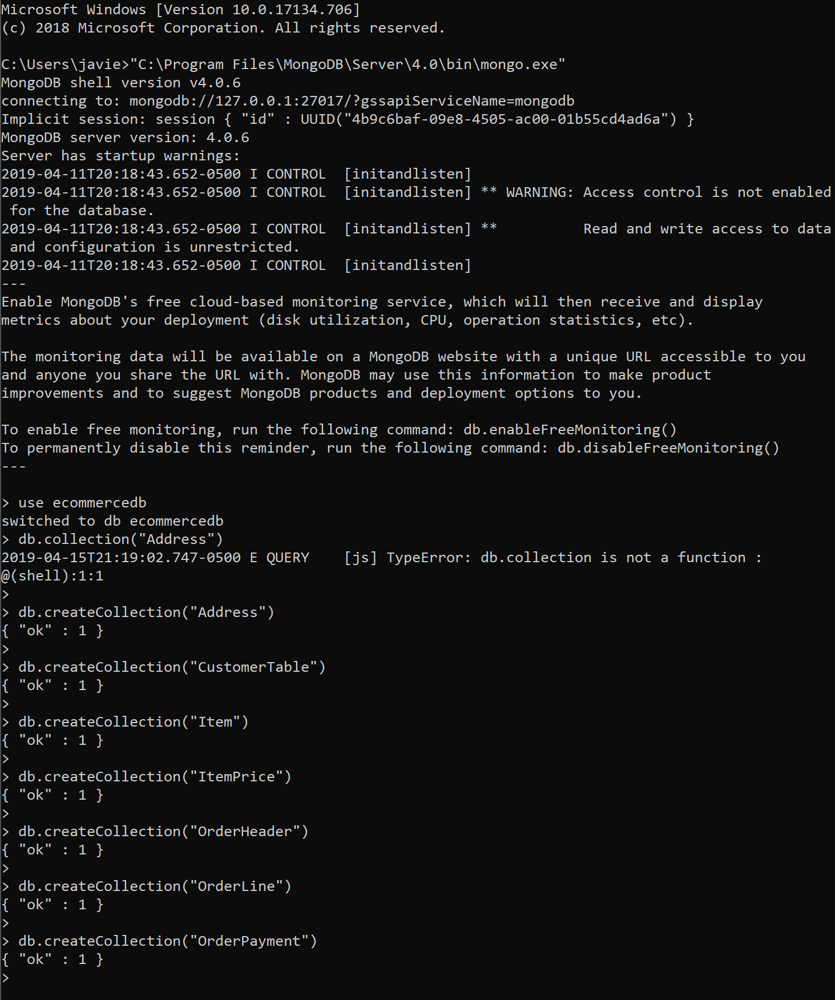 Microsoft Windows [Version 10.0.17134.706]
(c) 2018 Microsoft Corporation. All rights reserved.

C:\Users\javie>"C:\Program Files\MongoDB\Server\4.0\bin\mongo.exe"
MongoDB shell version v4.0.6
connecting to: mongodb://127.0.0.1:27017/?gssapiServiceName=mongodb
Implicit session: session { "id" : UUID("4b9c6baf-09e8-4505-ac00-01b55cd4ad6a") }
MongoDB server version: 4.0.6
Server has startup warnings:
2019-04-11T20:18:43.652-0500 I CONTROL  [initandlisten]
2019-04-11T20:18:43.652-0500 I CONTROL  [initandlisten] ** WARNING: Access control is not enabled
 for the database.
2019-04-11T20:18:43.652-0500 I CONTROL  [initandlisten] **          Read and write access to data
 and configuration is unrestricted.
2019-04-11T20:18:43.652-0500 I CONTROL  [initandlisten]
---
Enable MongoDB's free cloud-based monitoring service, which will then receive and display
metrics about your deployment (disk utilization, CPU, operation statistics, etc).

The monitoring data will be available on a MongoDB website with a unique URL accessible to you
and anyone you share the URL with. MongoDB may use this information to make product
improvements and to suggest MongoDB products and deployment options to you.

To enable free monitoring, run the following command: db.enableFreeMonitoring()
To permanently disable this reminder, run the following command: db.disableFreeMonitoring()
---

> use ecommercedb
switched to db ecommercedb
> db.collection("Address")
2019-04-15T21:19:02.747-0500 E QUERY    [js] TypeError: db.collection is not a function :
@(shell):1:1
>
> db.createCollection("Address")
{ "ok" : 1 }
>
> db.createCollection("CustomerTable")
{ "ok" : 1 }
>
> db.createCollection("Item")
{ "ok" : 1 }
>
> db.createCollection("ItemPrice")
{ "ok" : 1 }
>
> db.createCollection("OrderHeader")
{ "ok" : 1 }
>
> db.createCollection("OrderLine")
{ "ok" : 1 }
>
> db.createCollection("OrderPayment")
{ "ok" : 1 }
>